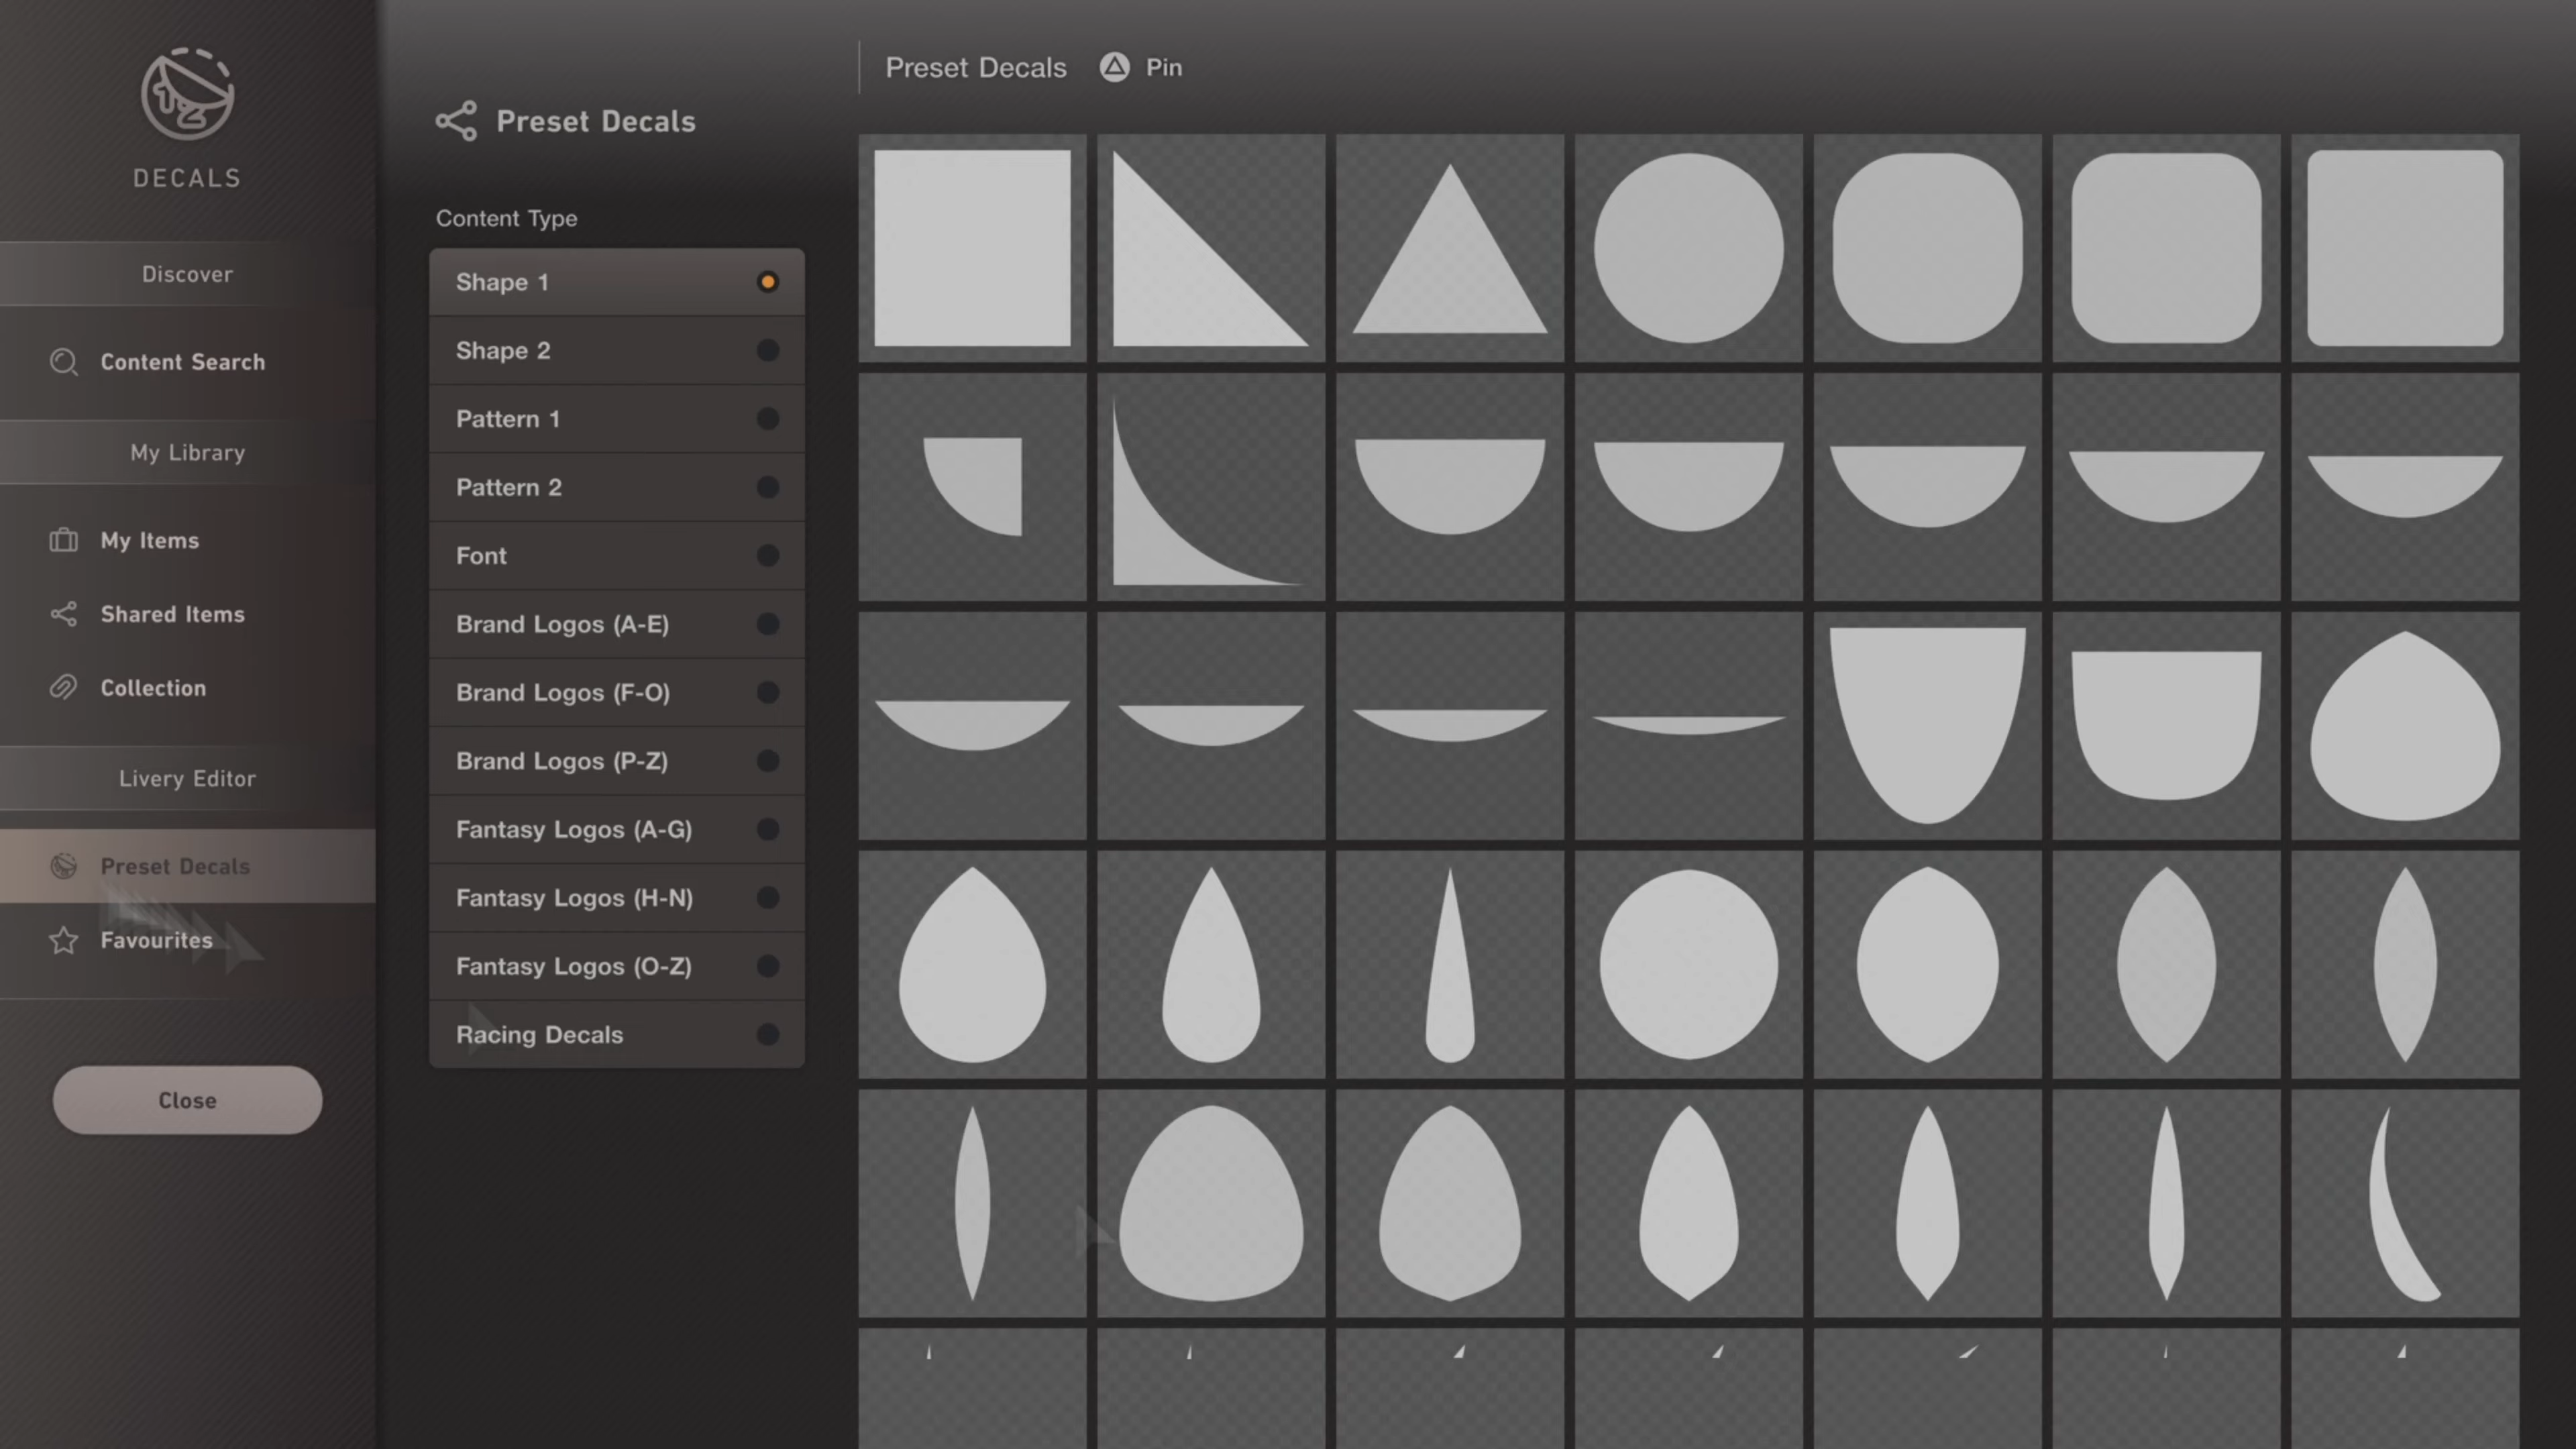 DECALS
Discover
Content Search
My Library
My Items
Shared Items
Collection
Livery Editor
Preset Decals
Favourites
Close
Preset Decals
Content Type
Shape 1
Shape 2
Pattern 1
Pattern 2
Font
Brand Logos (A-E)
Brand Logos (F-O)
Brand Logos (P-Z)
Fantasy Logos (A-G)
Fantasy Logos (H-N)
Fantasy Logos (O-Z)
Racing Decals
Preset Decals Pin